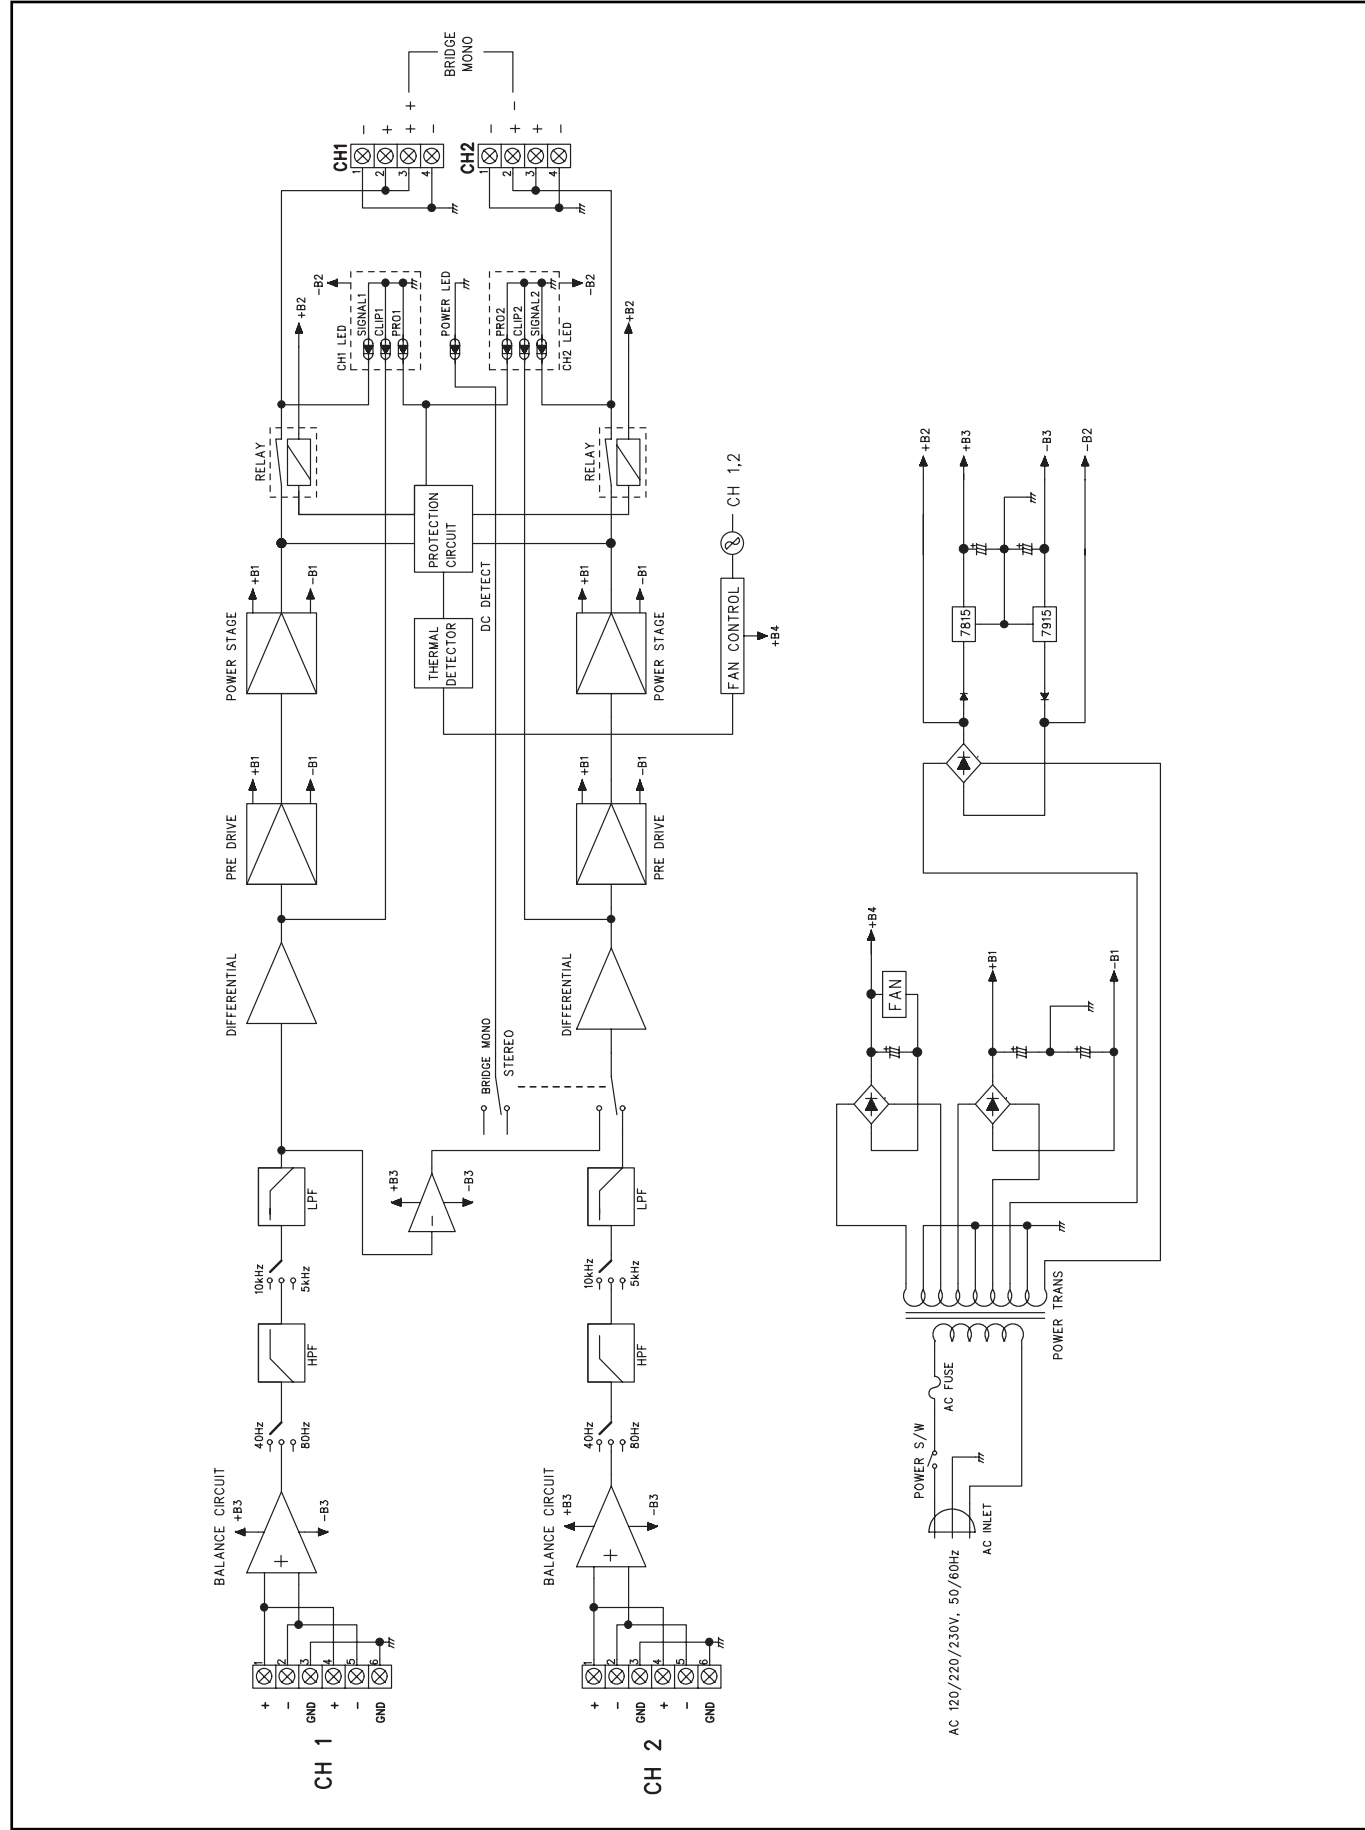 CH 1
+
-
GND
+
-
GND
1
2
3
4
5
6
BALANCE CIRCUIT
+B3
-B3
+
40Hz
80Hz
HPF
10kHz
5kHz
LPF
DIFFERENTIAL
PRE DRIVE
+B1
-B1
POWER STAGE
+B1
-B1
RELAY
+B2
CH1 LED
SIGNAL1
CLIP1
PRO1
-B2
CH1
1
2
3
4
-
+
+ +
-
BRIDGE
MONO
+B3
-B3
-
BRIDGE MONO
STEREO
THERMAL
DETECTOR
PROTECTION
CIRCUIT
DC DETECT
POWER LED
CH 2
+
-
GND
+
-
GND
1
2
3
4
5
6
BALANCE CIRCUIT
+B3
-B3
+
40Hz
80Hz
HPF
10kHz
5kHz
LPF
DIFFERENTIAL
PRE DRIVE
+B1
-B1
POWER STAGE
+B1
-B1
RELAY
+B2
PRO2
CLIP2
SIGNAL2
CH2 LED
-B2
CH2
1
2
3
4
-
+ -
+
-
FAN CONTROL
+B4
CH 1,2
AC 120/220/230V, 50/60Hz
AC INLET
POWER S/W
AC FUSE
POWER TRANS
+B4
FAN
+
+B1
+
+
-B1
7815
7915
+
+
+B2
+B3
-B3
-B2